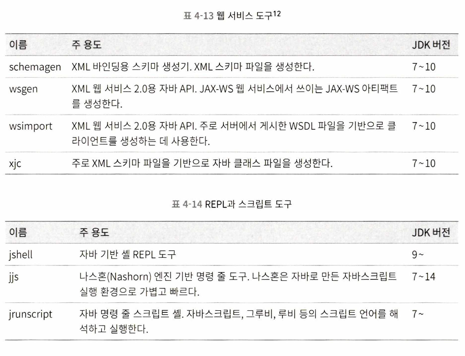 표 4-13 웹 서비스 도구12
이름 주 용도 JDK 버전
schemagen XML 바인딩용 스키마 생성기. XML 스키마 파일을 생성한다. 7~10
wsgen XML 웹 서비스 2.0용 자바 API. JAX-WS 웹 서비스에서 쓰이는 JAX-WS 아티팩트 7~10
를 생성한다.
wsimport XML 웹 서비스 2.0용 자바 API. 주로 서버에서 게시한 WSDL 파일을 기반으로 클 7~10
라이언트를 생성하는 데 사용한다.
xjc 주로 XML 스키마 파일을 기반으로 자바 클래스 파일을 생성한다. 7~10
표 4-14 REPL과 스크립트 도구
이름 주 용도 JDK 버전
jshell 자바 기반 셸 REPL 도구 9~
jjs 나스혼(Nashorn) 엔진 기반 명령 줄 도구. 나스혼은 자바로 만든 자바스크립트 7~14
실행 환경으로 가볍고 빠르다.
jrunscript 자바 명령 줄 스크립트 셸. 자바스크립트, 그루비, 루비 등의 스크립트 언어를 해 7~
석하고 실행한다.